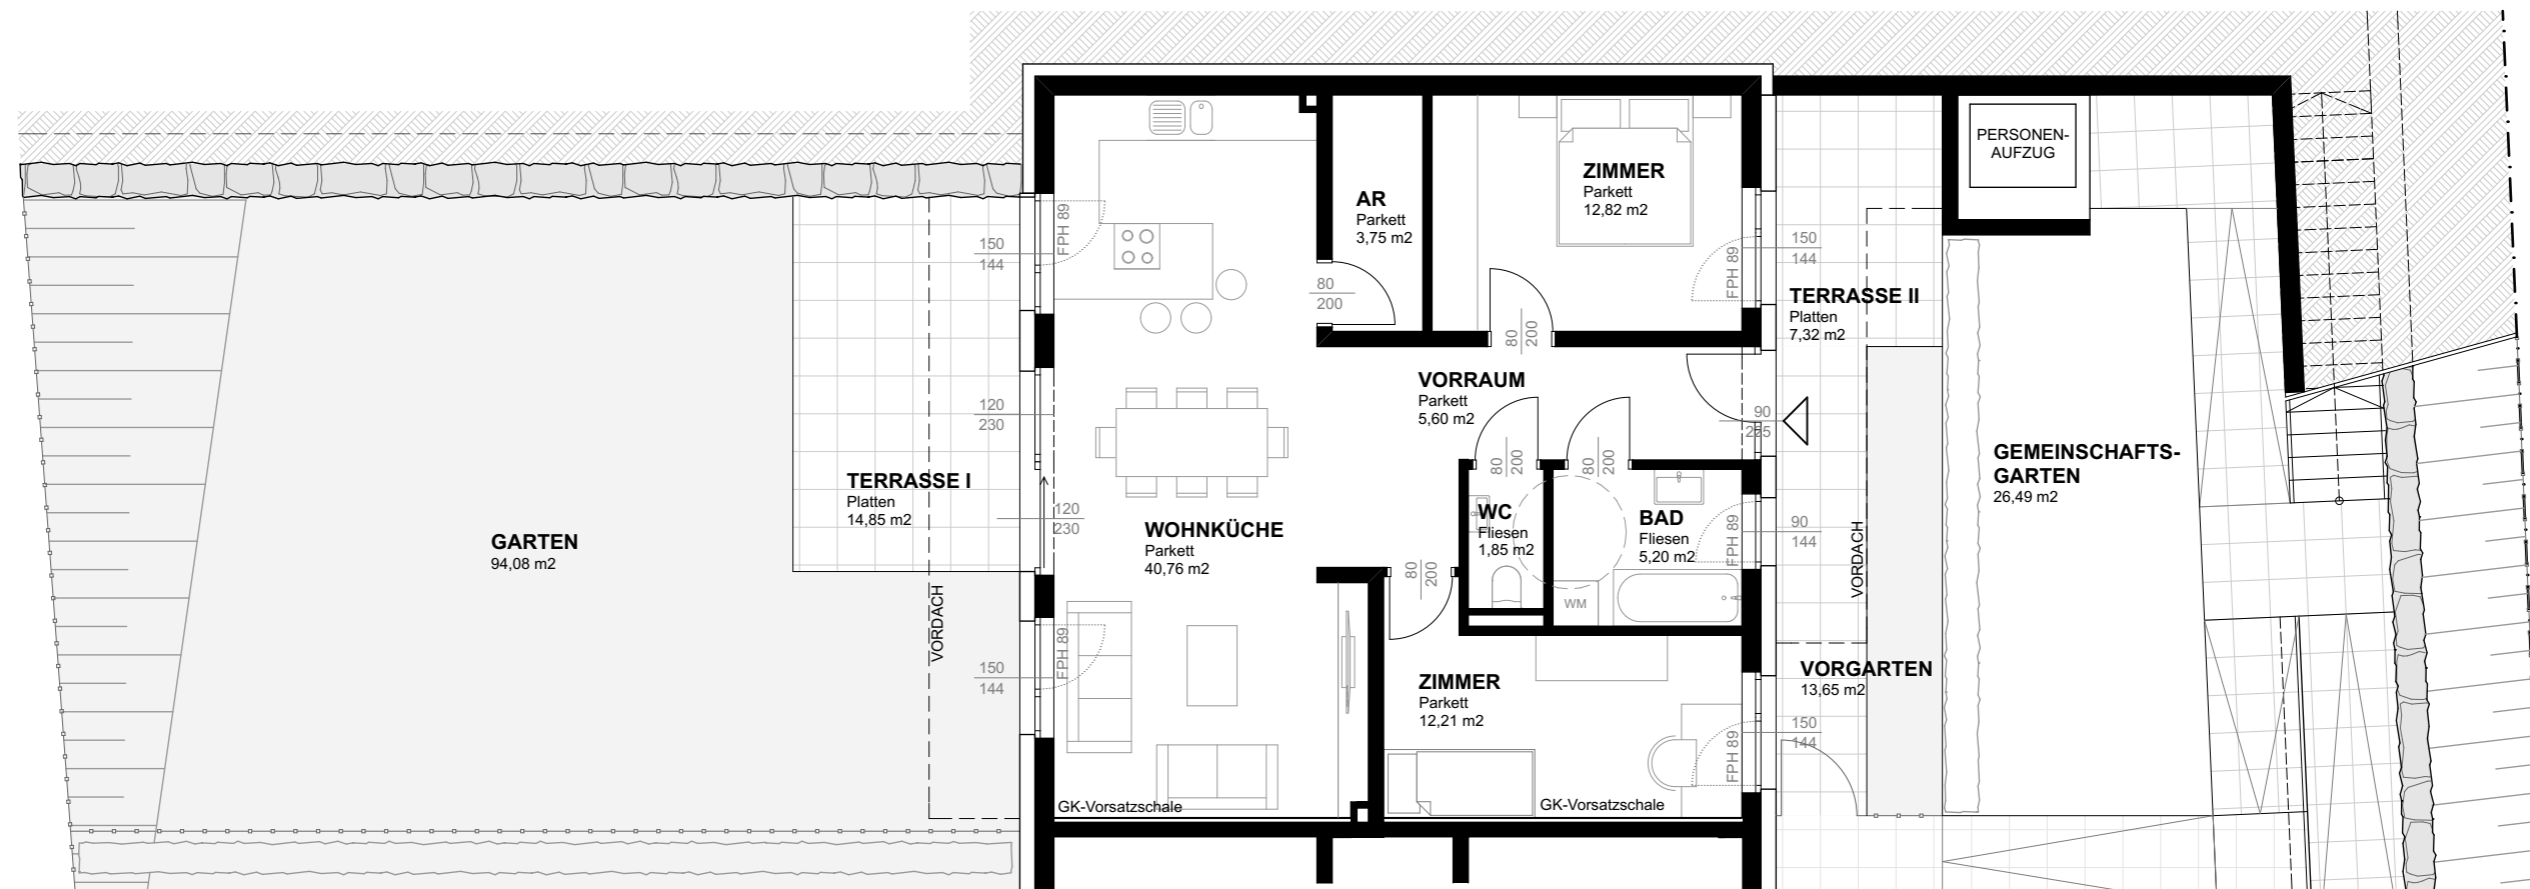 GARTEN
94,08 m2
TERRASSE I
Platten
14,85 m2
VORDACH
150
144
120
230
120
230
150
144
FPH 89
FPH 89
WOHNKÜCHE
Parkett
40,76 m2
GK-Vorsatzschale
AR
Parkett
3,75 m2
80
200
ZIMMER
Parkett
12,82 m2
80
200
FPH 89
150
144
VORRAUM
Parkett
5,60 m2
90
225
80
200
80
200
WC
Fliesen
1,85 m2
BAD
Fliesen
5,20 m2
WM
FPH 89
90
144
80
200
ZIMMER
Parkett
12,21 m2
GK-Vorsatzschale
FPH 89
150
144
TERRASSE II
Platten
7,32 m2
VORDACH
VORGARTEN
13,65 m2
PERSONEN-
AUFZUG
GEMEINSCHAFTS-
GARTEN
26,49 m2